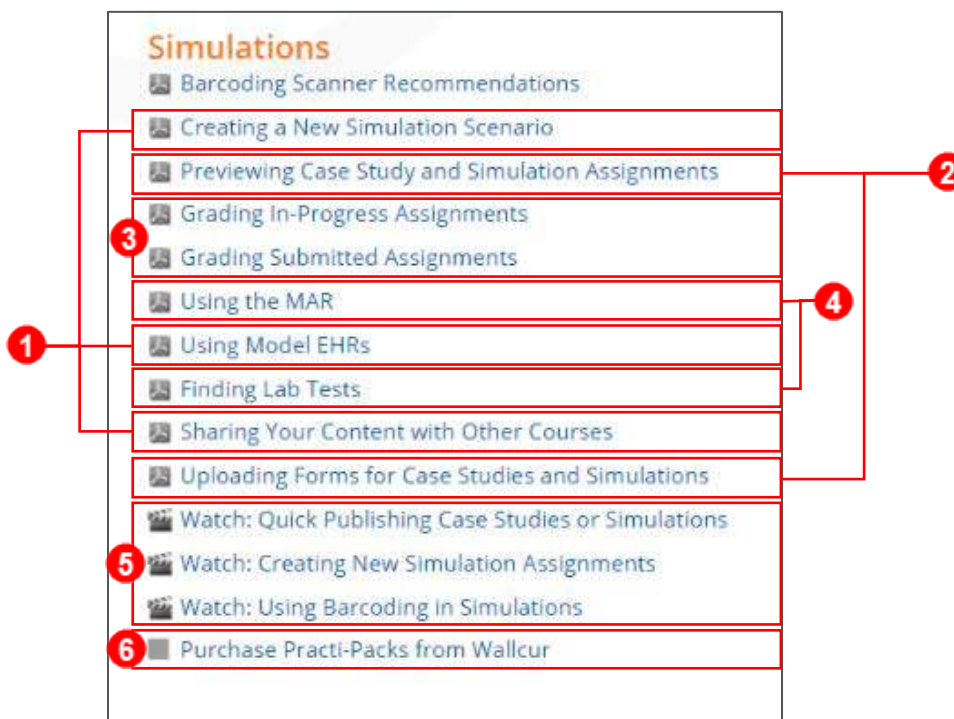 Simulations
Barcoding Scanner Recommendations
Creating a New Simulation Scenario
Previewing Case Study and Simulation Assignments
2
Grading In-Progress Assignments
3
Grading Submitted Assignments
Using the MAR
4
1
Using Model EHRs
Finding Lab Tests
Sharing Your Content with Other Courses
Uploading Forms for Case Studies and Simulations
Watch: Quick Publishing Case Studies or Simulations
5
Watch: Creating New Simulation Assignments
Watch: Using Barcoding in Simulations
6
Purchase Practi-Packs from Wallcur